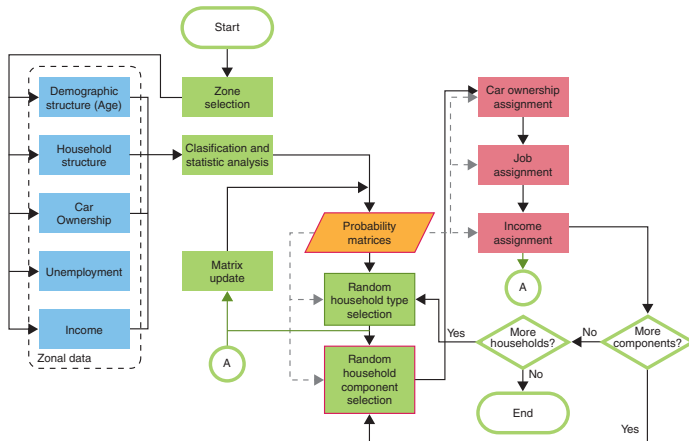 Start
Demographic
structure (Age)
Zone
selection
Car ownership
assignment
Household
structure
Clasification and
statistic analysis
Job
assignment
Car
Ownership
Probability
matrices
Income
assignment
Unemployment
Matrix
update
Random
household type
selection
A
Income
Zonal data
A
Random
household
component
selection
Yes
More
households?
No
More
components?
No
End
Yes